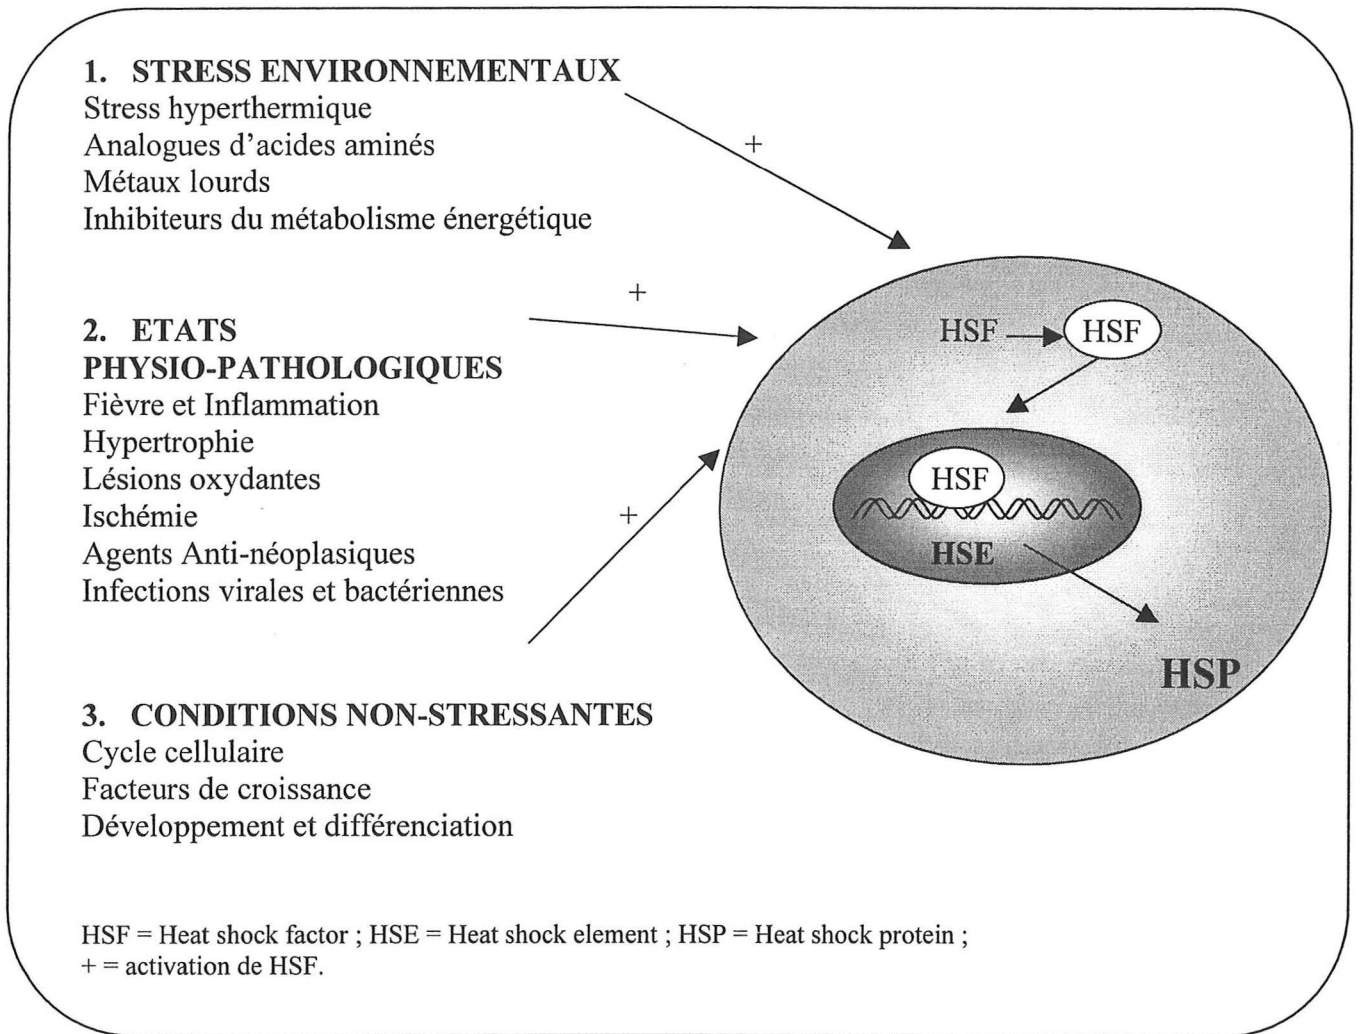 1. STRESS ENVIRONNEMENTAUX
Stress hyperthermique
Analogues d'acides aminés
Métaux lourds
Inhibiteurs du métabolisme énergétique
+
2. ETATS
PHYSIO-PATHOLOGIQUES
Fièvre et Inflammation
Hypertrophie
Lésions oxydantes
Ischémie
Agents Anti-néoplasiques
Infections virales et bactériennes
+
3. CONDITIONS NON-STRESSANTES
Cycle cellulaire
Facteurs de croissance
Développement et différenciation
+
HSF HSF
HSF
HSE
HSP
HSF = Heat shock factor ; HSE = Heat shock element ; HSP = Heat shock protein ;
+ = activation de HSF.